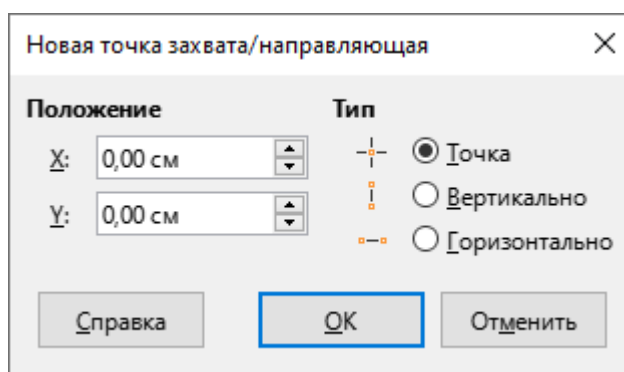 Новая точка захвата/направляющая
Положение Тип
X: 0,00 см Точка
Вертикально
Y: 0,00 см
Горизонтально
Справка OK Отменить